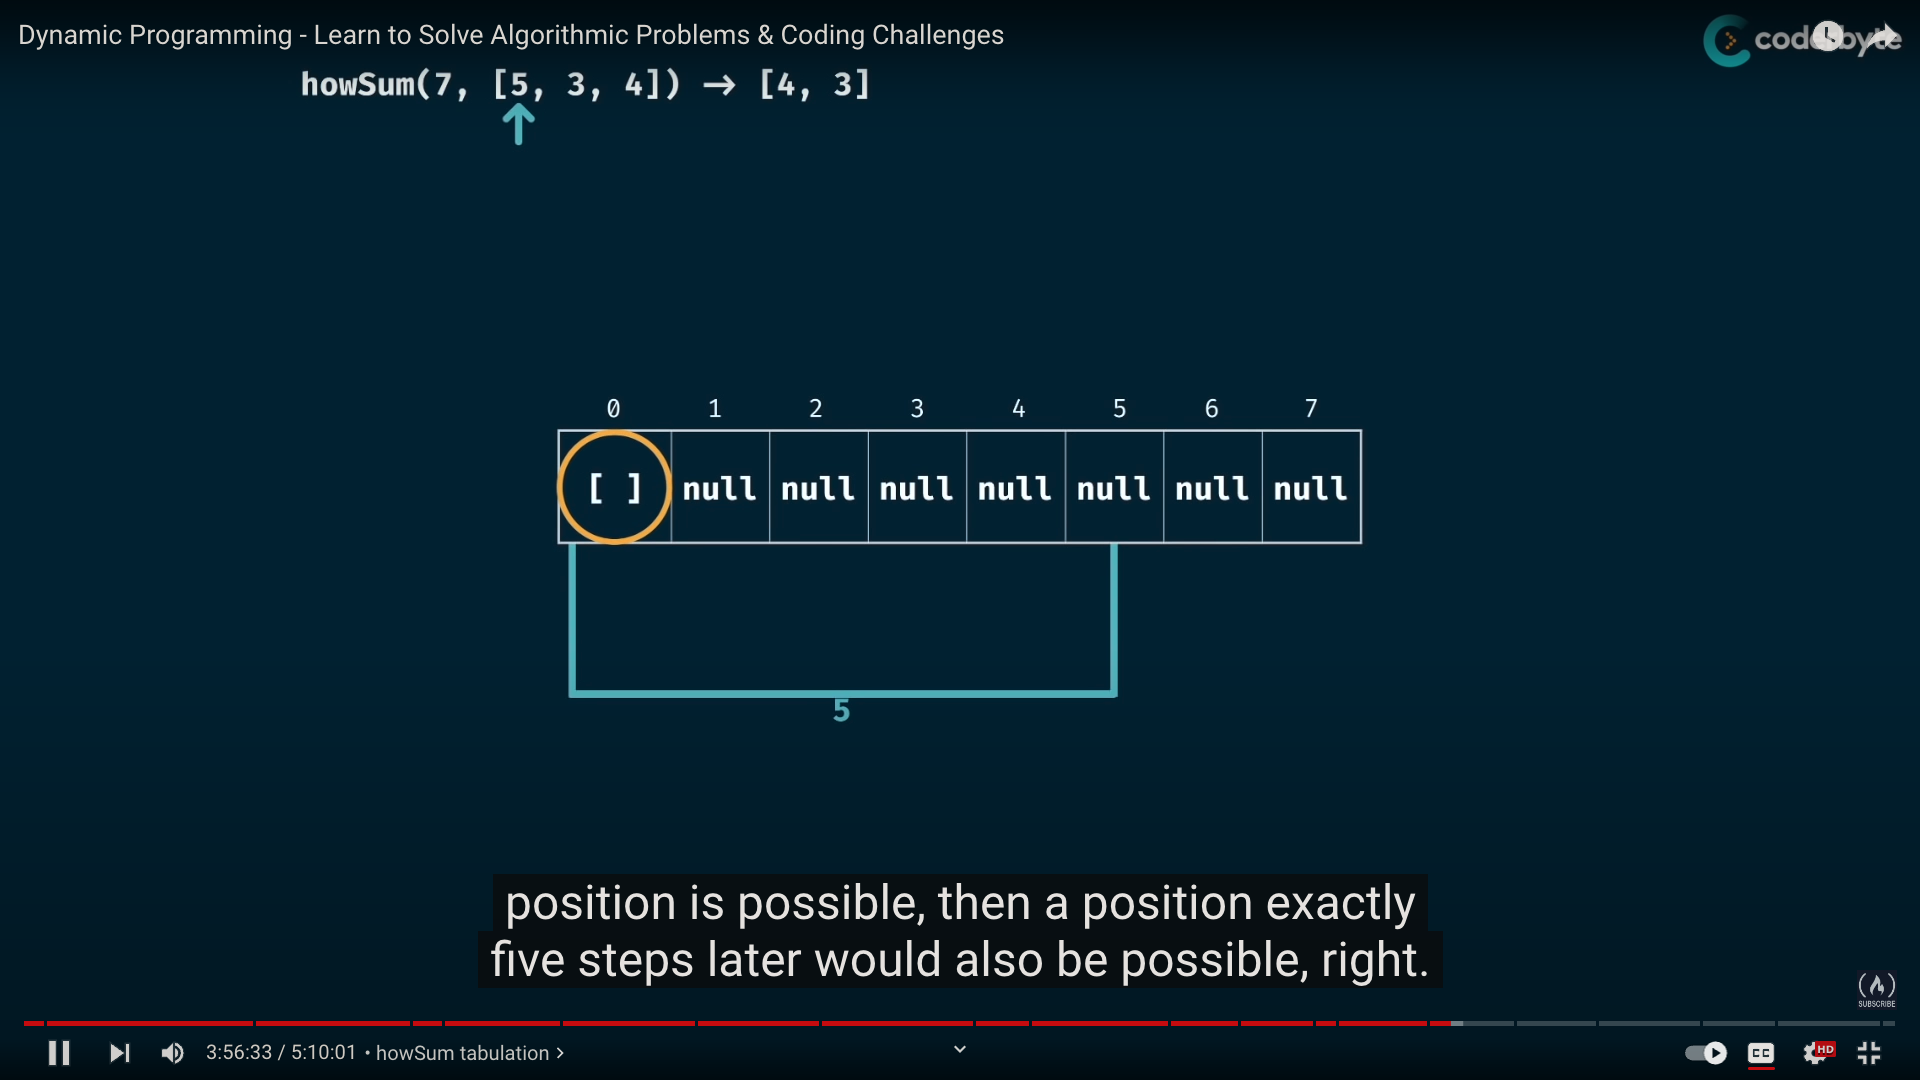 Dynamic Programming - Learn to Solve Algorithmic Problems & Coding Challenges
coderbyte
howSum(7, [5, 3, 4]) → [4, 3]
0 1 2 3 4 5 6 7
[ ] null null null null null null null
5
position is possible, then a position exactly
five steps later would also be possible, right.
SUBSCRIBE
3:56:33 / 5:10:01 • howSum tabulation >
CC HD